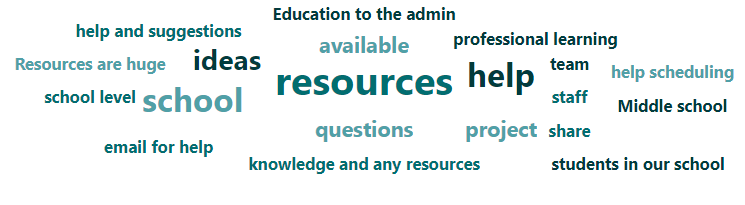 Education to the admin
help and suggestions
professional learning
available
ideas
Resources are huge
team
help scheduling
help
resources
school level
school
staff
Middle school
questions
project
share
email for help
knowledge and any resources
students in our school